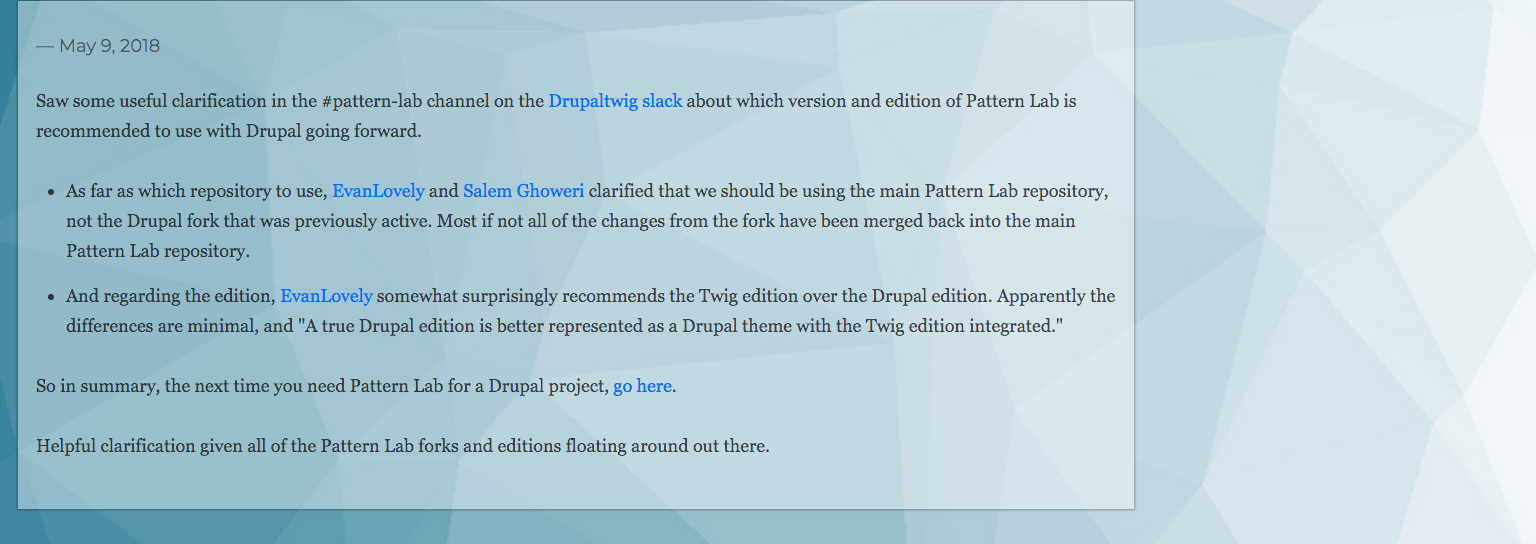 — May 9, 2018
Saw some useful clarification in the #pattern-lab channel on the Drupaltwig slack about which version and edition of Pattern Lab is
recommended to use with Drupal going forward.
• As far as which repository to use, EvanLovely and Salem Ghoweri clarified that we should be using the main Pattern Lab repository,
not the Drupal fork that was previously active. Most if not all of the changes from the fork have been merged back into the main
Pattern Lab repository.
• And regarding the edition, EvanLovely somewhat surprisingly recommends the Twig edition over the Drupal edition. Apparently the
differences are minimal, and "A true Drupal edition is better represented as a Drupal theme with the Twig edition integrated."
So in summary, the next time you need Pattern Lab for a Drupal project, go here.
Helpful clarification given all of the Pattern Lab forks and editions floating around out there.